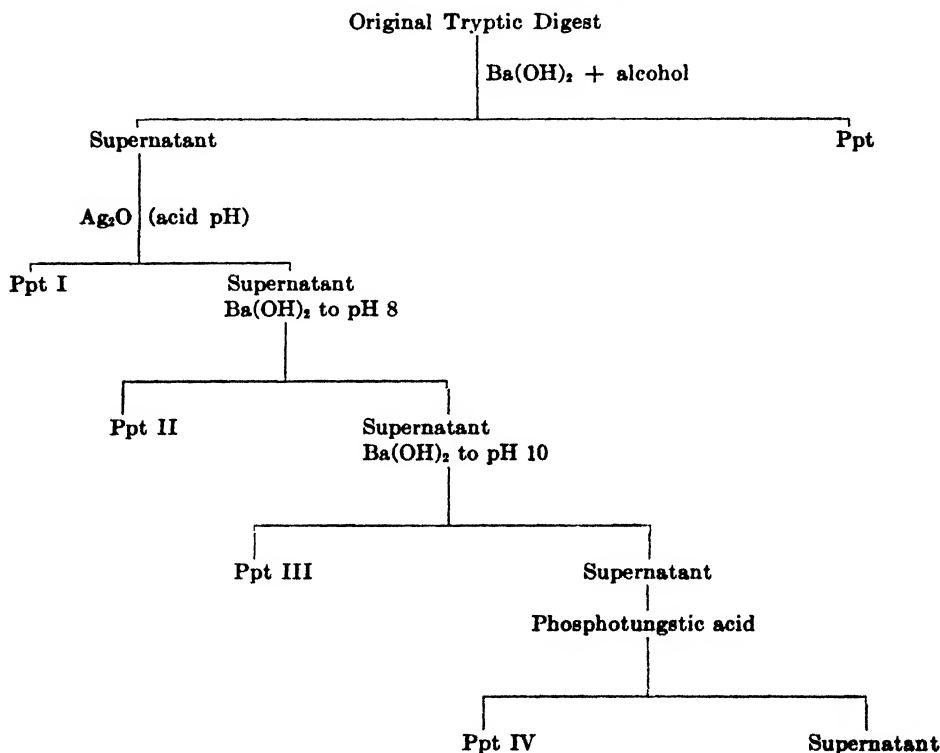 Original Tryptic Digest
Ba(OH)₂ + alcohol
Supernatant
Ppt
Ag₂O (acid pH)
Ppt I
Supernatant
Ba(OH)₂ to pH 8
Ppt II
Supernatant
Ba(OH)₂ to pH 10
Ppt III
Supernatant
Phosphotungstic acid
Ppt IV
Supernatant